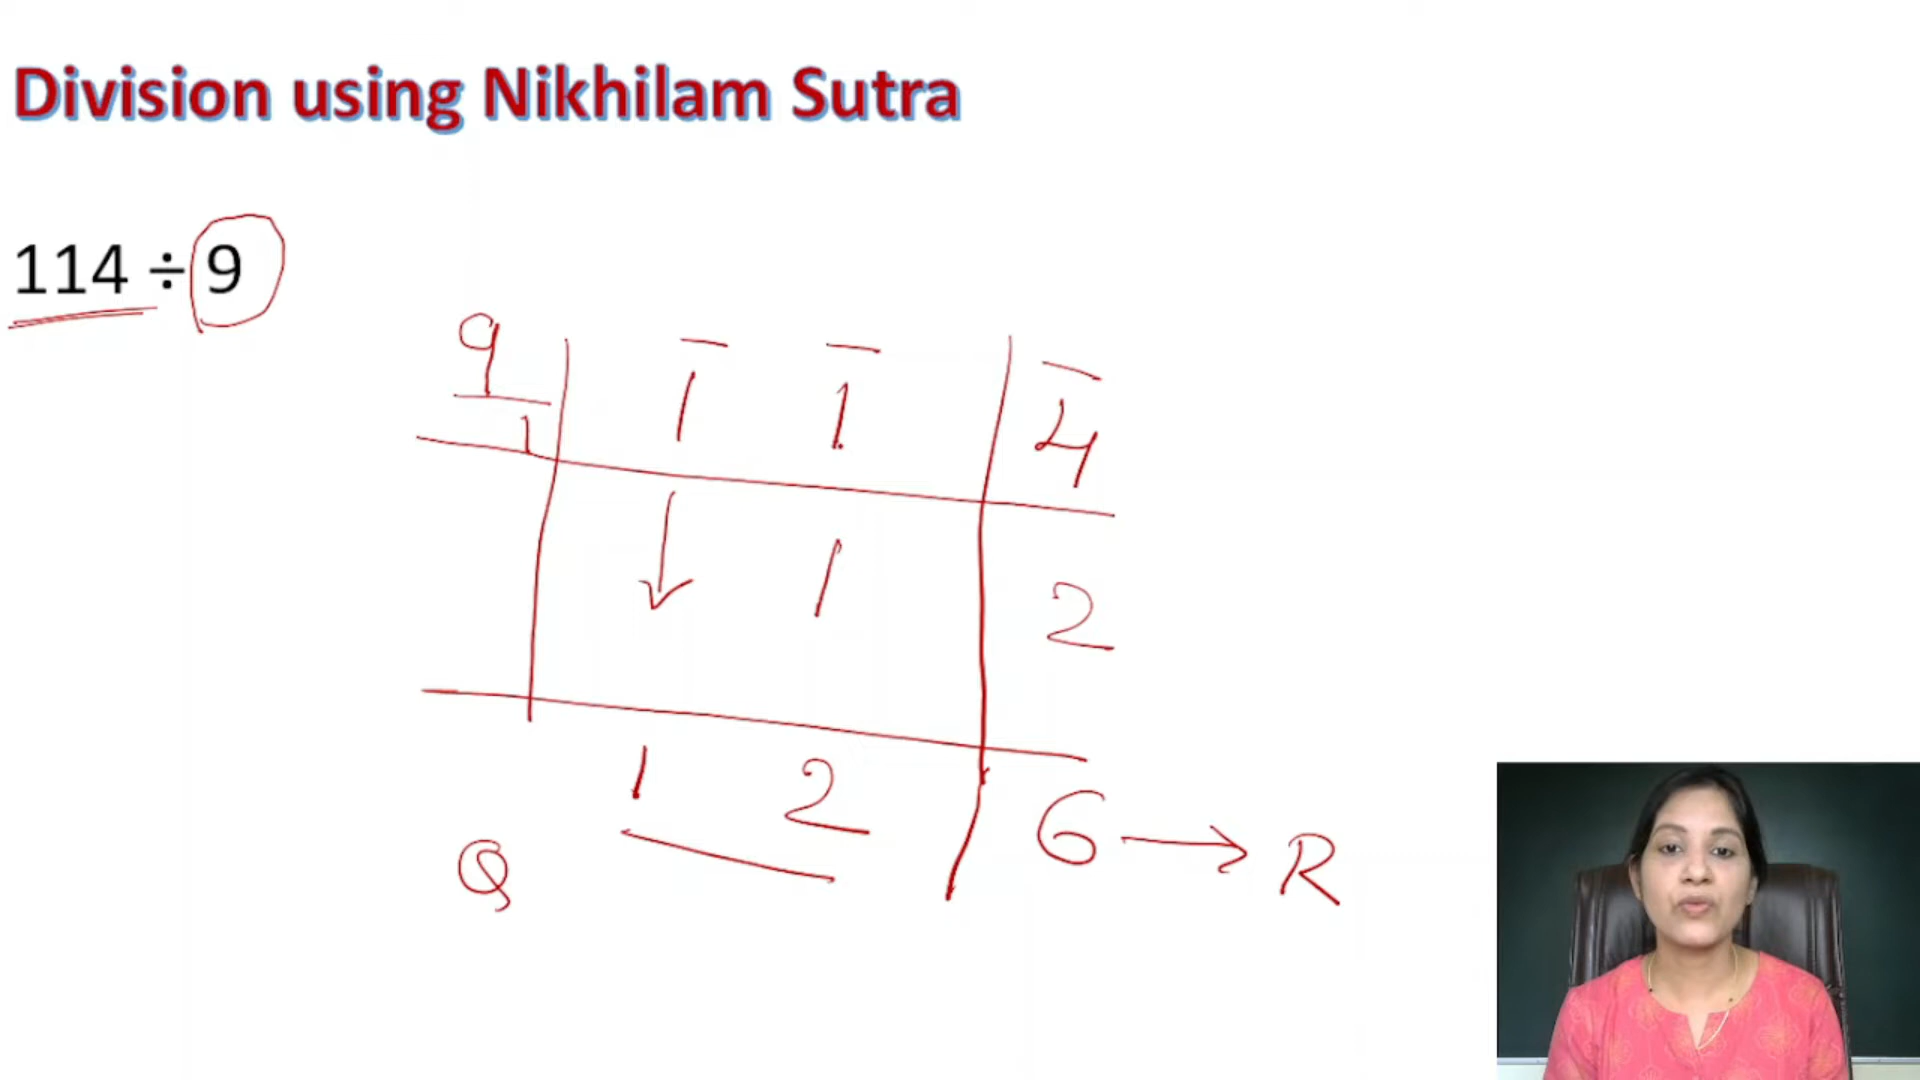 Division using Nikhilam Sutra
114 ÷ 9
9 1 1 4
1
1 2
1 2 6 → R
Q